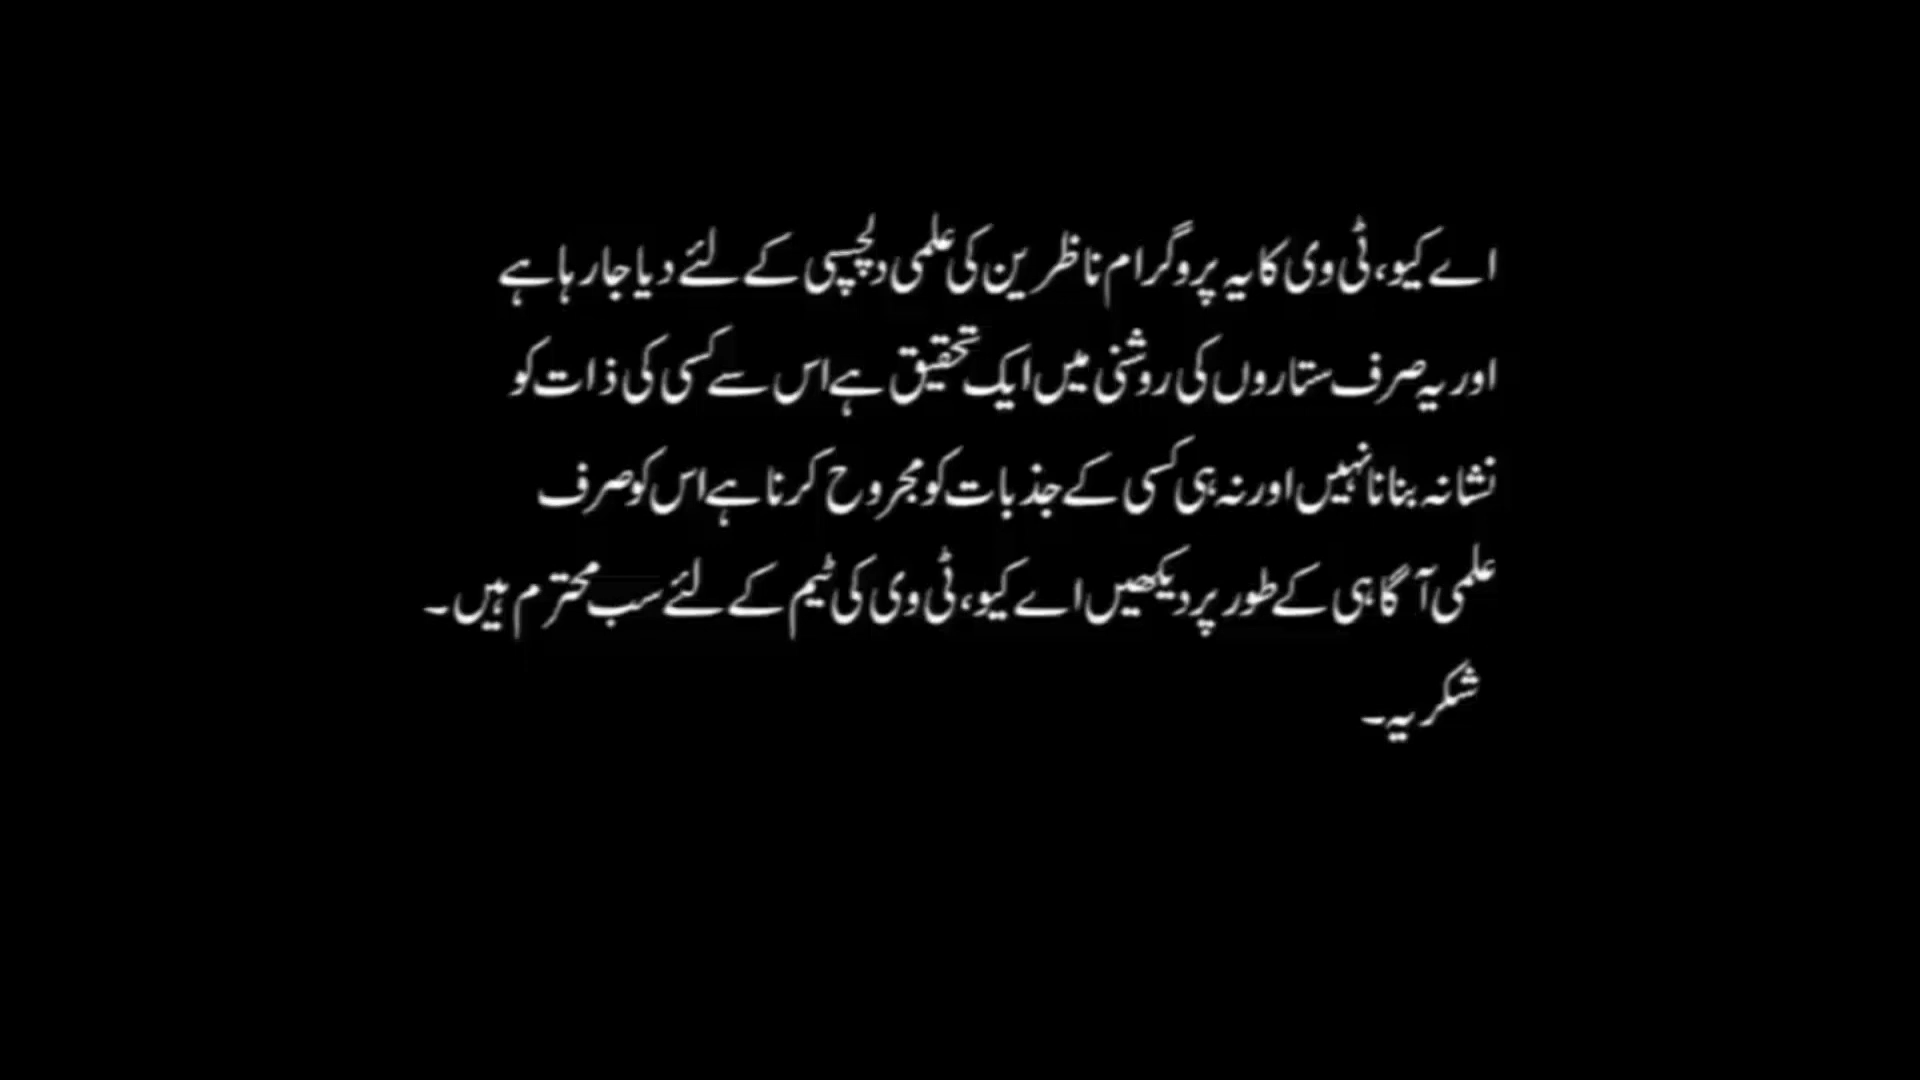 اے کیو، ٹی وی کا یہ پروگرام ناظرین کی علمی دلچسپی کے لئے دیا جارہا ہے
اور یہ صرف ستاروں کی روشنی میں ایک تحقیق ہے اس سے کسی کی ذات کو
نشانہ بنانا نہیں اور نہ ہی کسی کے جذبات کو مجروح کرنا ہے اس کو صرف
علمی آگاہی کے طور پر دیکھیں اے کیو، ٹی وی کی ٹیم کے لئے سب محترم ہیں۔
شکریہ۔